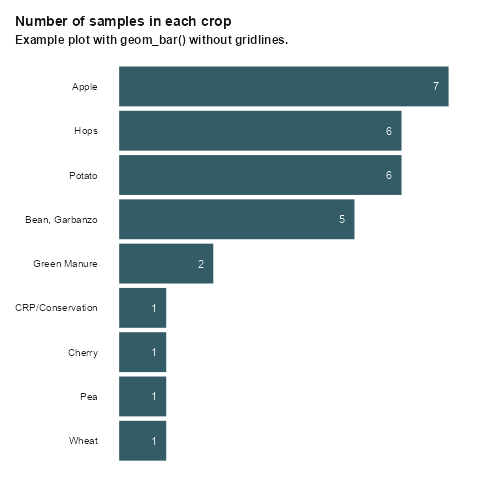 Number of samples in each crop
Example plot with geom_bar() without gridlines.
Apple 7
Hops 6
Potato 6
Bean, Garbanzo 5
Green Manure 2
CRP/Conservation 1
Cherry 1
Pea 1
Wheat 1